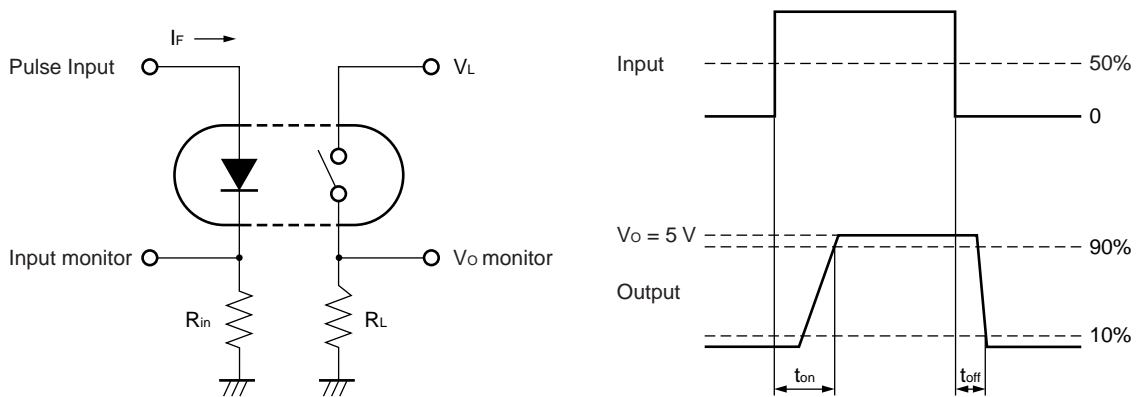 IF
Pulse Input
VL
Input monitor
VO monitor
Rin
RL
Input
50%
0
VO = 5 V
90%
Output
10%
ton
toff